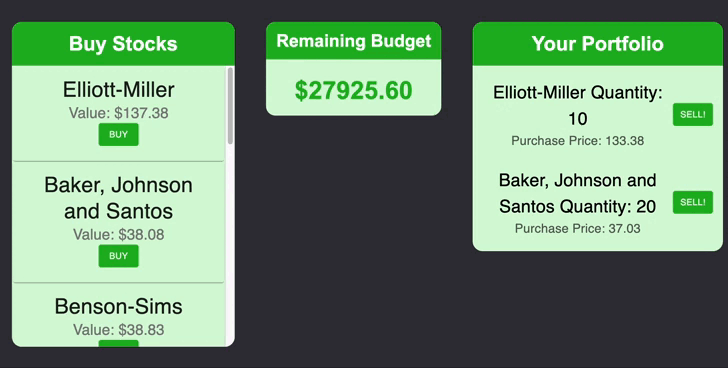 Buy Stocks
Elliott-Miller
Value: $137.38
BUY
Baker, Johnson
and Santos
Value: $38.08
BUY
Benson-Sims
Value: $38.83
Remaining Budget
$27925.60
Your Portfolio
Elliott-Miller Quantity:
10
Purchase Price: 133.38
SELL!
Baker, Johnson and
Santos Quantity: 20
Purchase Price: 37.03
SELL!